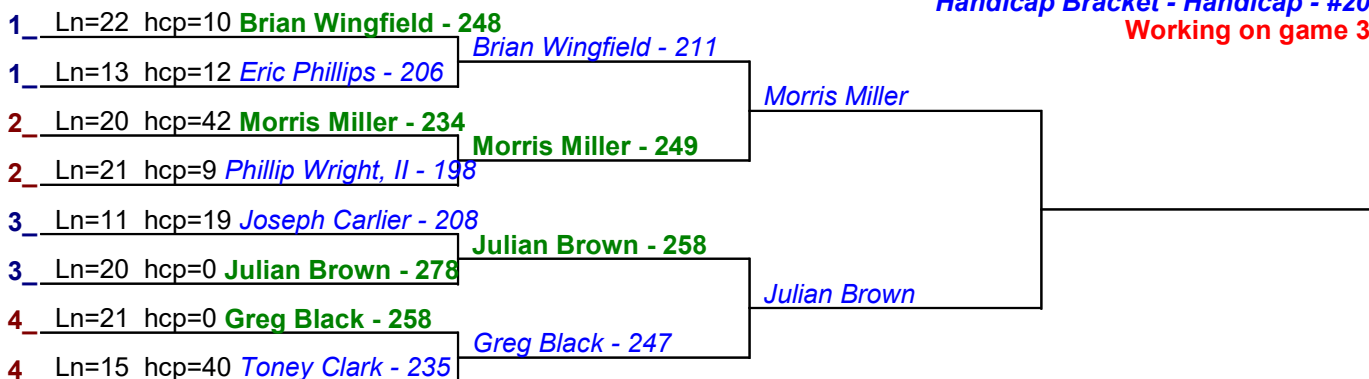 Handicap Bracket - Handicap - #20
Working on game 3
1_ Ln=22 hcp=10 Brian Wingfield - 248
Brian Wingfield - 211
1_ Ln=13 hcp=12 Eric Phillips - 206
Morris Miller
2_ Ln=20 hcp=42 Morris Miller - 234
Morris Miller - 249
2_ Ln=21 hcp=9 Phillip Wright, II - 198
3_ Ln=11 hcp=19 Joseph Carlier - 208
Julian Brown - 258
3_ Ln=20 hcp=0 Julian Brown - 278
Julian Brown
4_ Ln=21 hcp=0 Greg Black - 258
Greg Black - 247
4 Ln=15 hcp=40 Toney Clark - 235